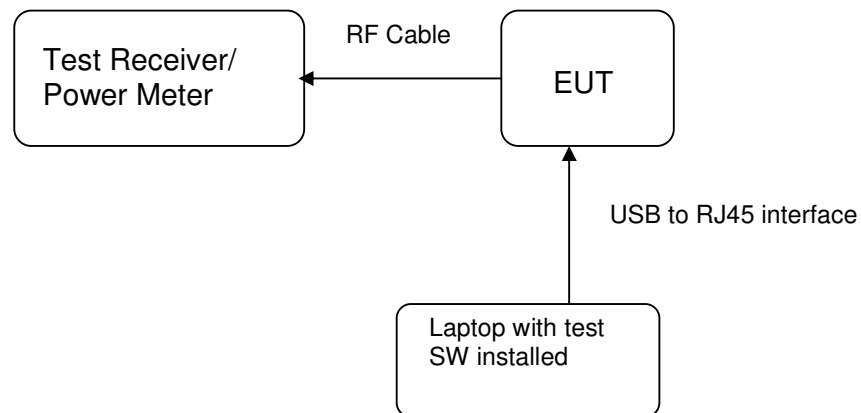 Test Receiver/
Power Meter
RF Cable
EUT
USB to RJ45 interface
Laptop with test
SW installed